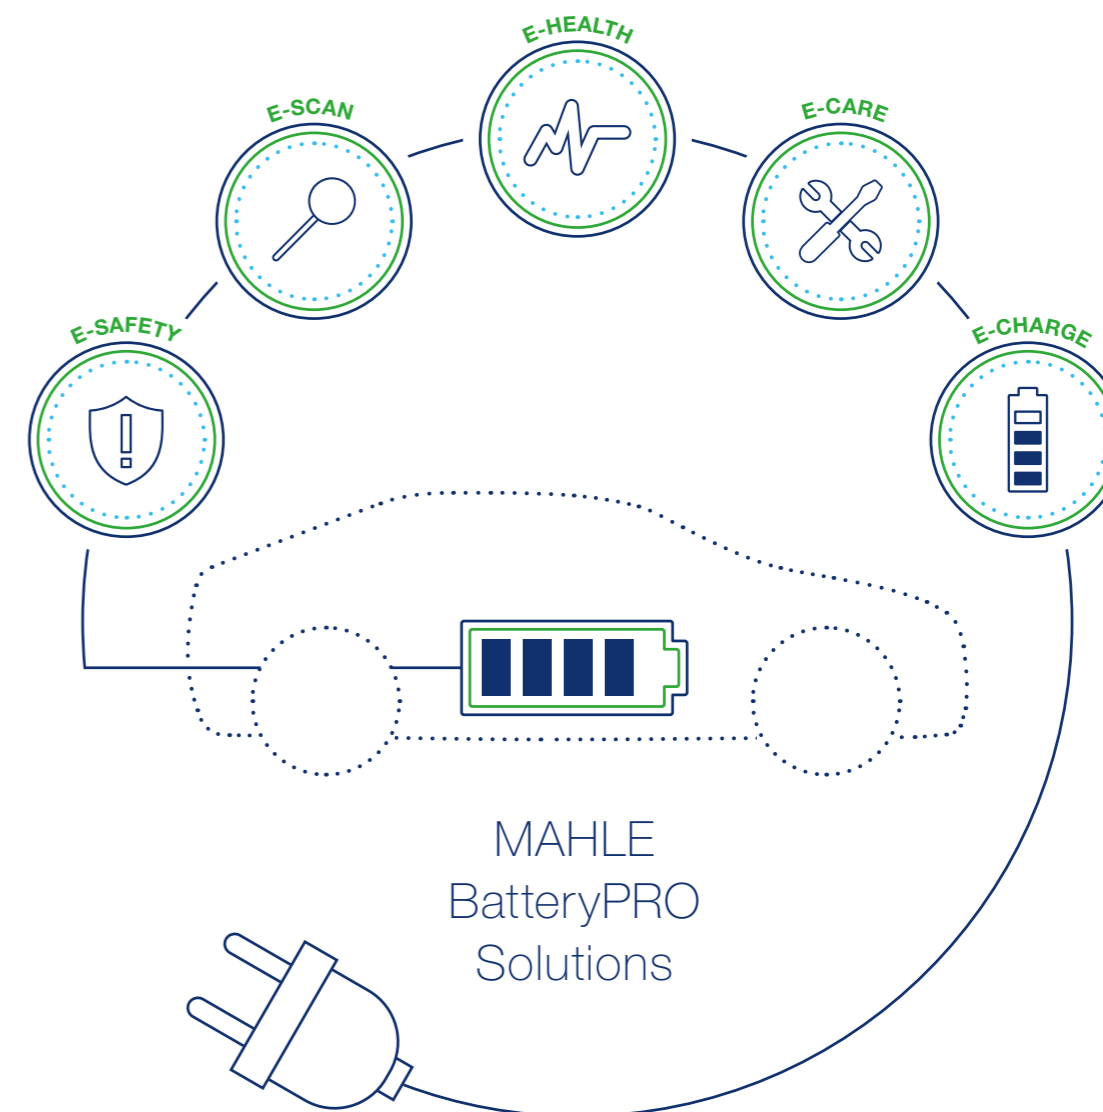 E-HEALTH
E-SCAN
E-CARE
E-SAFETY
E-CHARGE
MAHLE
BatteryPRO
Solutions